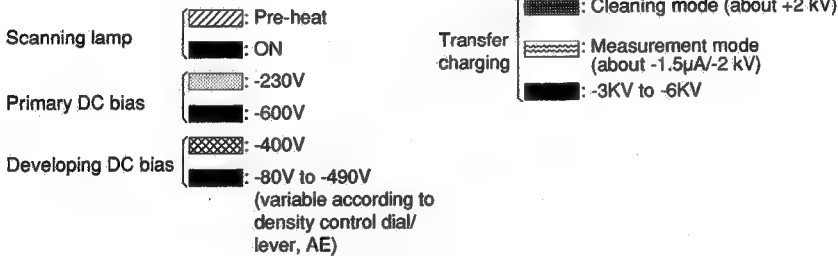 Scanning lamp
: Pre-heat
: ON
Primary DC bias
: -230V
: -600V
Developing DC bias
: -400V
: -80V to -490V
(variable according to
density control dial/
lever, AE)
Transfer
charging
: Cleaning mode (about +2 kV)
: Measurement mode
(about -1.5µA/-2 kV)
: -3KV to -6KV